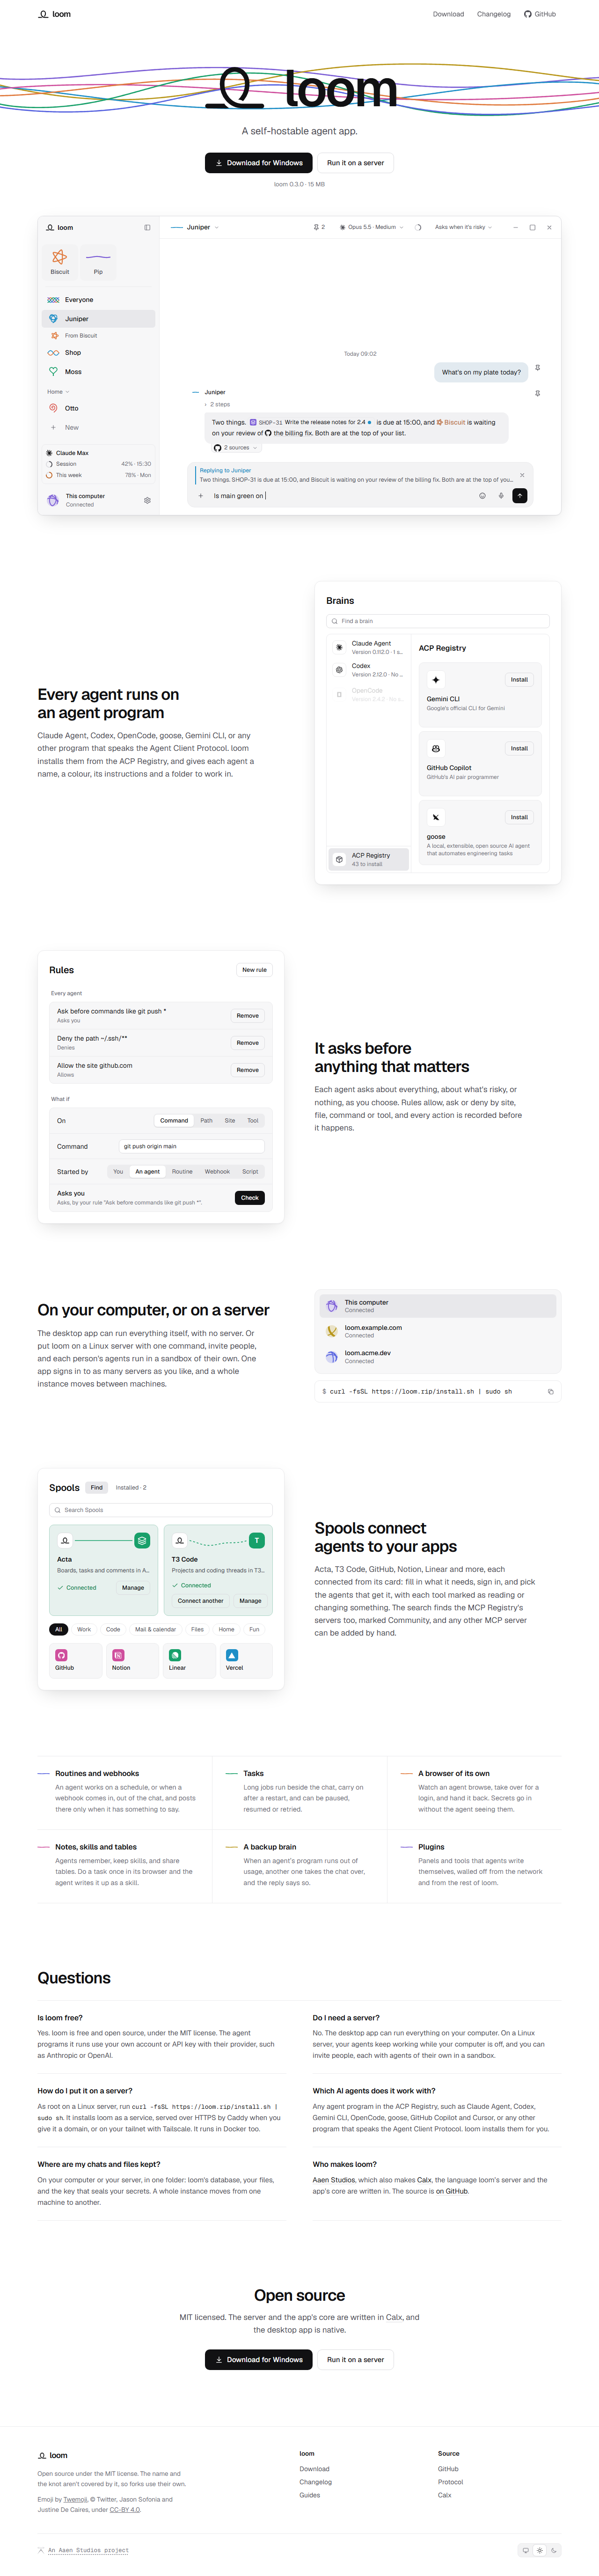 loom
Download Changelog GitHub
loom
A self-hostable agent app.
Download for Windows Run it on a server
loom 0.3.0 · 15 MB
loom
Juniper
2
Opus 5.5 · Medium
Asks when it's risky
Biscuit Pip
Everyone
Juniper
From Biscuit
Shop
Moss
Home
Otto
New
Claude Max
Session 42% · 15:30
This week 78% · Mon
This computer
Connected
Today 09:02
What's on my plate today?
Juniper
2 steps
Two things. SHOP-31 Write the release notes for 2.4 is due at 15:00, and Biscuit is waiting
on your review of the billing fix. Both are at the top of your list.
2 sources
Replying to Juniper
Two things. SHOP-31 is due at 15:00, and Biscuit is waiting on your review of the billing fix. Both are at the top of you...
Is main green on
Every agent runs on
an agent program
Claude Agent, Codex, OpenCode, goose, Gemini CLI, or any
other program that speaks the Agent Client Protocol. loom
installs them from the ACP Registry, and gives each agent a
name, a colour, its instructions and a folder to work in.
Brains
Find a brain
Claude Agent
Codex
OpenCode
ACP Registry
43 to install
ACP Registry
Install
Gemini CLI
Google's official CLI for Gemini
Install
GitHub Copilot
GitHub's AI pair programmer
Install
goose
A local, extensible, open source AI agent
that automates engineering tasks
Rules
New rule
Every agent
Ask before commands like git push *
Asks you
Remove
Deny the path ~/.ssh/**
Denies
Remove
Allow the site github.com
Allows
Remove
What if
On Command Path Site Tool
Command git push origin main
Started by You An agent Routine Webhook Script
Asks you
Asks, by your rule "Ask before commands like git push *".
Check
It asks before
anything that matters
Each agent asks about everything, about what's risky, or
nothing, as you choose. Rules allow, ask or deny by site,
file, command or tool, and every action is recorded before
it happens.
On your computer, or on a server
The desktop app can run everything itself, with no server. Or
put loom on a Linux server with one command, invite people,
and each person's agents run in a sandbox of their own. One
app signs in to as many servers as you like, and a whole
instance moves between machines.
This computer
Connected
loom.example.com
Connected
loom.acme.dev
Connected
$ curl -fsSL https://loom.rip/install.sh | sudo sh
Spools Find Installed · 2
Search Spools
Acta
Boards, tasks and comments in A...
Connected
Manage
T
T3 Code
Projects and coding threads in T3...
Connected
Connect another Manage
All Work Code Mail & calendar Files Home Fun
GitHub Notion Linear Vercel
Spools connect
agents to your apps
Acta, T3 Code, GitHub, Notion, Linear and more, each
connected from its card: fill in what it needs, sign in, and pick
the agents that get it, with each tool marked as reading or
changing something. The search finds the MCP Registry's
servers too, marked Community, and any other MCP server
can be added by hand.
Routines and webhooks
An agent works on a schedule, or when a
webhook comes in, out of the chat, and posts
there only when it has something to say.
Tasks
Long jobs run beside the chat, carry on
after a restart, and can be paused,
resumed or retried.
A browser of its own
Watch an agent browse, take over for a
login, and hand it back. Secrets go in
without the agent seeing them.
Notes, skills and tables
Agents remember, keep skills, and share
tables. Do a task once in its browser and the
agent writes it up as a skill.
A backup brain
When an agent's program runs out of
usage, another one takes the chat over,
and the reply says so.
Plugins
Panels and tools that agents write
themselves, walled off from the network
and from the rest of loom.
Questions
Is loom free?
Yes. loom is free and open source, under the MIT license. The agent
programs it runs use your own account or API key with their provider, such
as Anthropic or OpenAI.
Do I need a server?
No. The desktop app can run everything on your computer. On a Linux
server, your agents keep working while your computer is off, and you can
invite people, each with agents of their own in a sandbox.
How do I put it on a server?
As root on a Linux server, run curl -fsSL https://loom.rip/install.sh |
sudo sh. It installs loom as a service, served over HTTPS by Caddy when you
give it a domain, or on your tailnet with Tailscale. It runs in Docker too.
Which AI agents does it work with?
Any agent program in the ACP Registry, such as Claude Agent, Codex,
Gemini CLI, OpenCode, goose, GitHub Copilot and Cursor, or any other
program that speaks the Agent Client Protocol. loom installs them for you.
Where are my chats and files kept?
On your computer or your server, in one folder: loom's database, your files,
and the key that seals your secrets. A whole instance moves from one
machine to another.
Who makes loom?
Aaen Studios, which also makes Calx, the language loom's server and the
app's core are written in. The source is on GitHub.
Open source
MIT licensed. The server and the app's core are written in Calx, and
the desktop app is native.
Download for Windows Run it on a server
loom
Open source under the MIT license. The name and
the knot aren't covered by it, so forks use their own.
Emoji by Twemoji, © Twitter, Jason Sofonia and
Justine De Caires, under CC-BY 4.0.
loom
Download
Changelog
Guides
Source
GitHub
Protocol
Calx
An Aaen Studios project